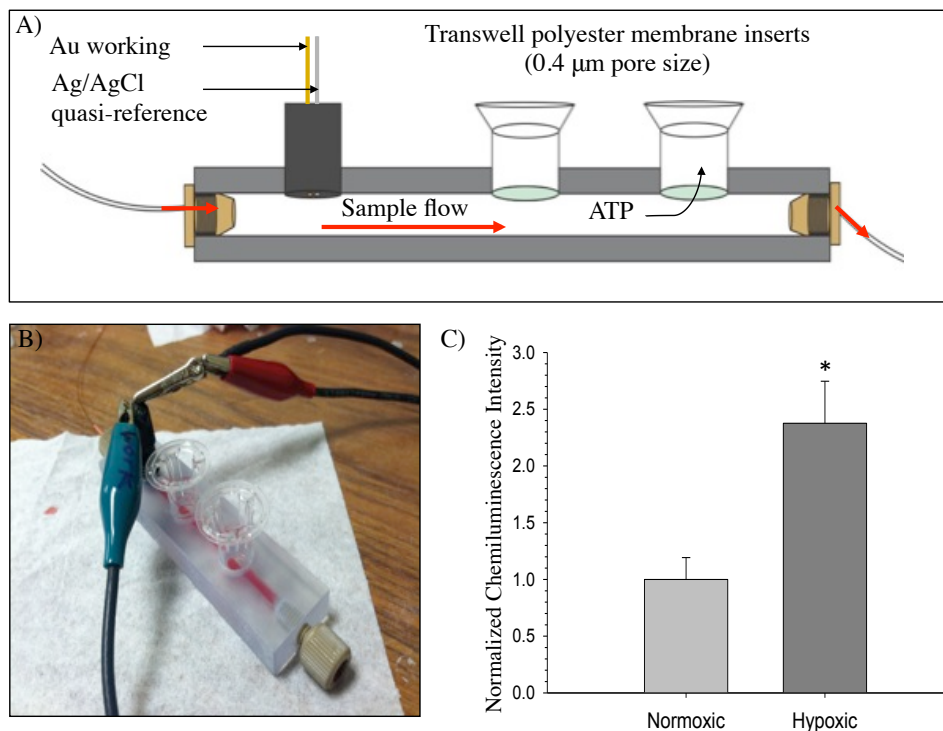 A)
Au working
Ag/AgCl
quasi-reference
Transwell polyester membrane inserts
(0.4 μm pore size)
Sample flow
ATP
B)
work
C)
Normalized Chemiluminescence Intensity
3.0
*
2.5
2.0
1.5
1.0
0.5
0.0
Normoxic
Hypoxic